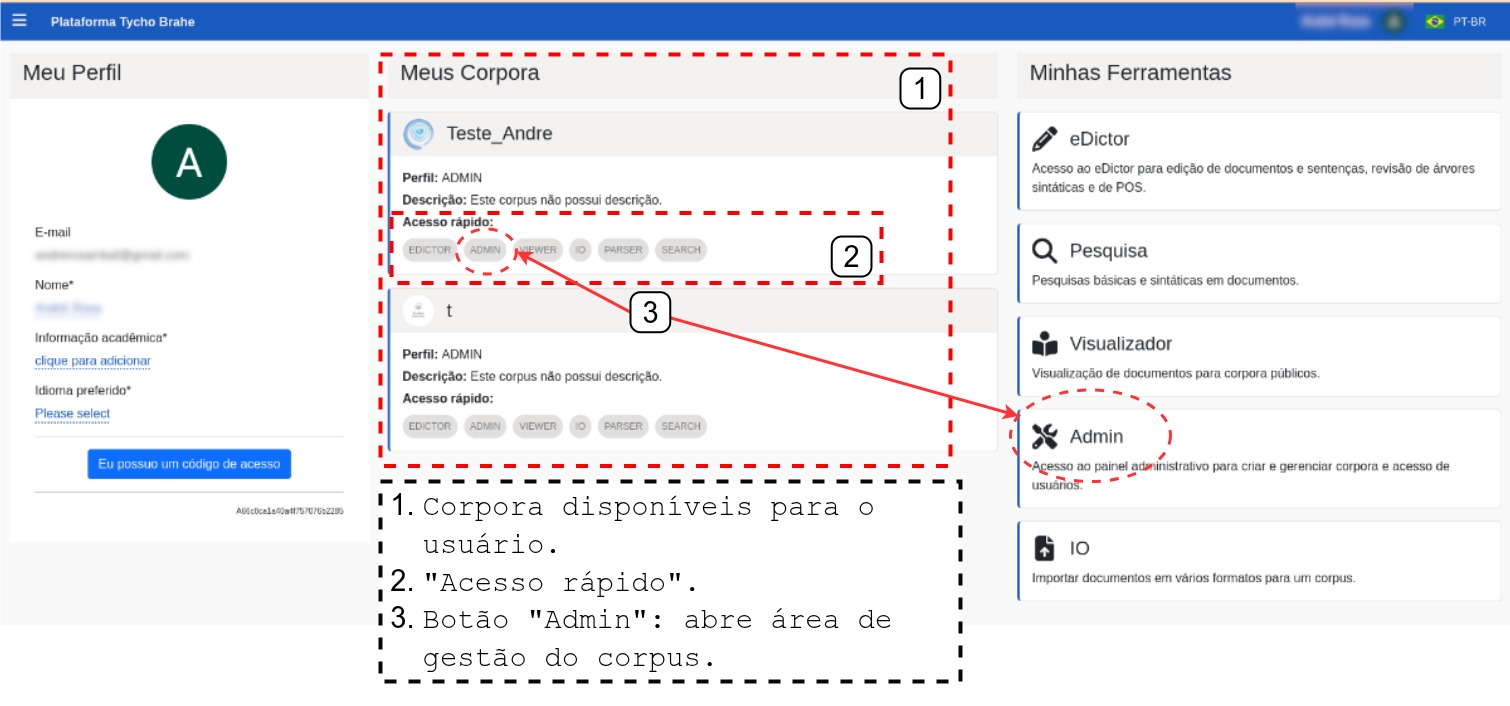 Plataforma Tycho Brahe
PT-BR
Meu Perfil
A
E-mail
Nome*
Informação acadêmica*
clique para adicionar
Idioma preferido*
Please select
Eu possuo um código de acesso
Meus Corpora
1
Teste_Andre
Perfil: ADMIN
Descrição: Este corpus não possui descrição.
Acesso rápido:
EDICTOR ADMIN VIEWER IO PARSER SEARCH
2
3
t
Perfil: ADMIN
Descrição: Este corpus não possui descrição.
Acesso rápido:
EDICTOR ADMIN VIEWER IO PARSER SEARCH
1. Corpora disponíveis para o
usuário.
2. "Acesso rápido".
3. Botão "Admin": abre área de
gestão do corpus.
Minhas Ferramentas
eDictor
Acesso ao eDictor para edição de documentos e sentenças, revisão de árvores
sintáticas e de POS.
Pesquisa
Pesquisas básicas e sintáticas em documentos.
Visualizador
Visualização de documentos para corpora públicos.
Admin
Acesso ao painel administrativo para criar e gerenciar corpora e acesso de
usuários.
IO
Importar documentos em vários formatos para um corpus.